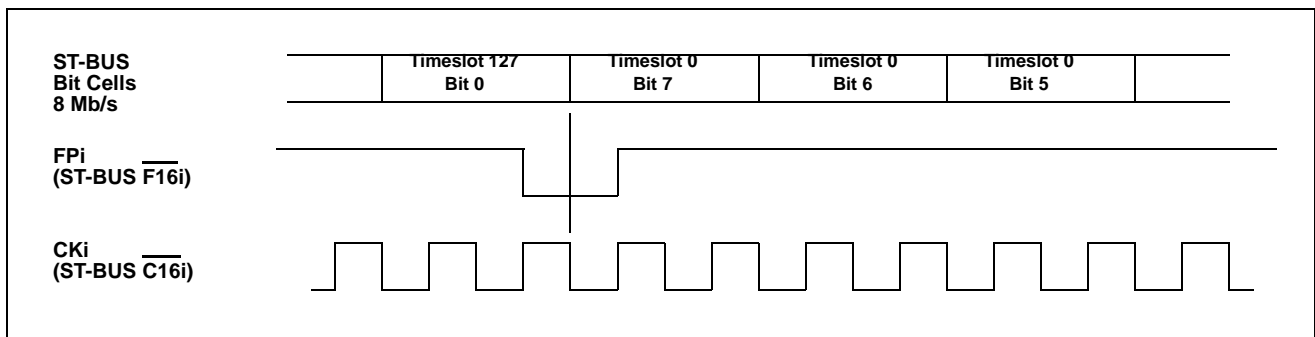 ST-BUS
Bit Cells
8 Mb/s
Timeslot 127
Bit 0
Timeslot 0
Bit 7
Timeslot 0
Bit 6
Timeslot 0
Bit 5
FPi
(ST-BUS F16i)
CKi
(ST-BUS C16i)